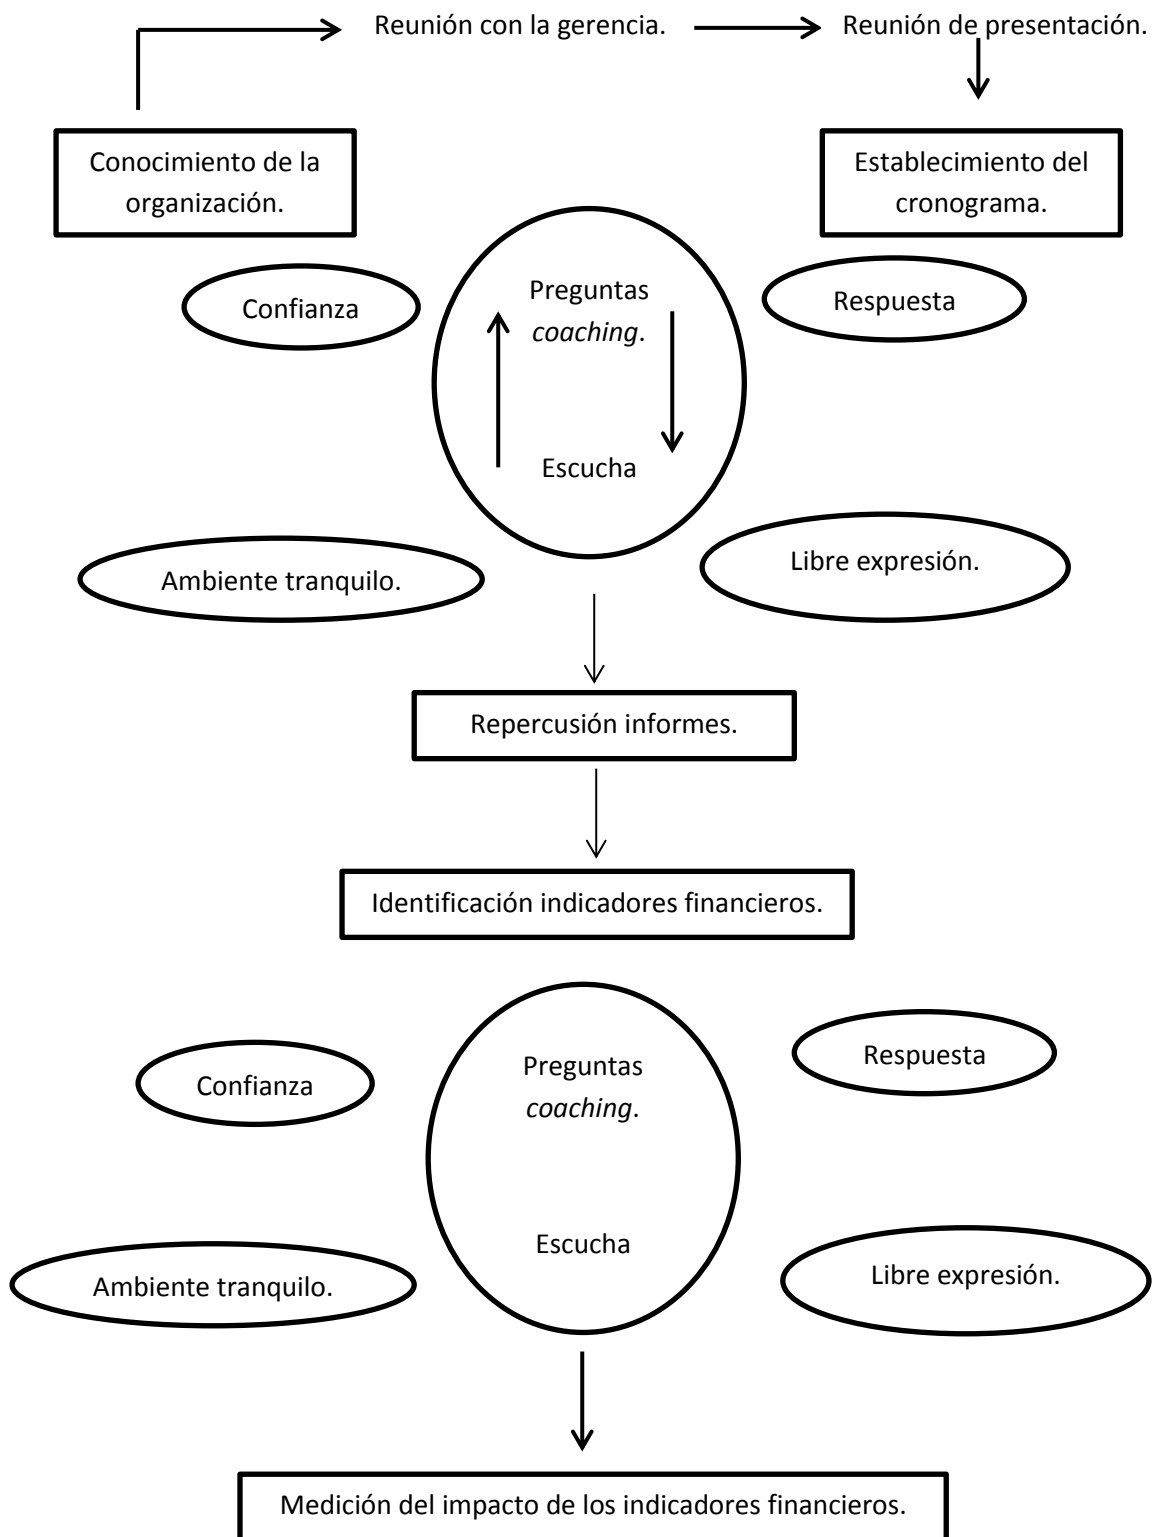 Reunión con la gerencia.
Reunión de presentación.
Conocimiento de la
organización.
Establecimiento del
cronograma.
Confianza
Preguntas
coaching.
Respuesta
Escucha
Ambiente tranquilo.
Libre expresión.
Repercusión informes.
Identificación indicadores financieros.
Confianza
Preguntas
coaching.
Respuesta
Escucha
Ambiente tranquilo.
Libre expresión.
Medición del impacto de los indicadores financieros.